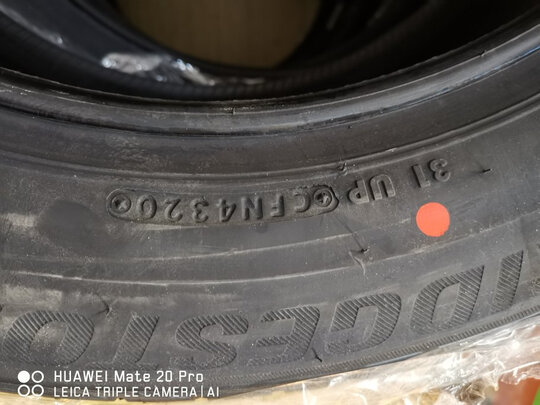 31 UP CFN4320
IDGESTO
HUAWEI Mate 20 Pro
LEICA TRIPLE CAMERA | AI